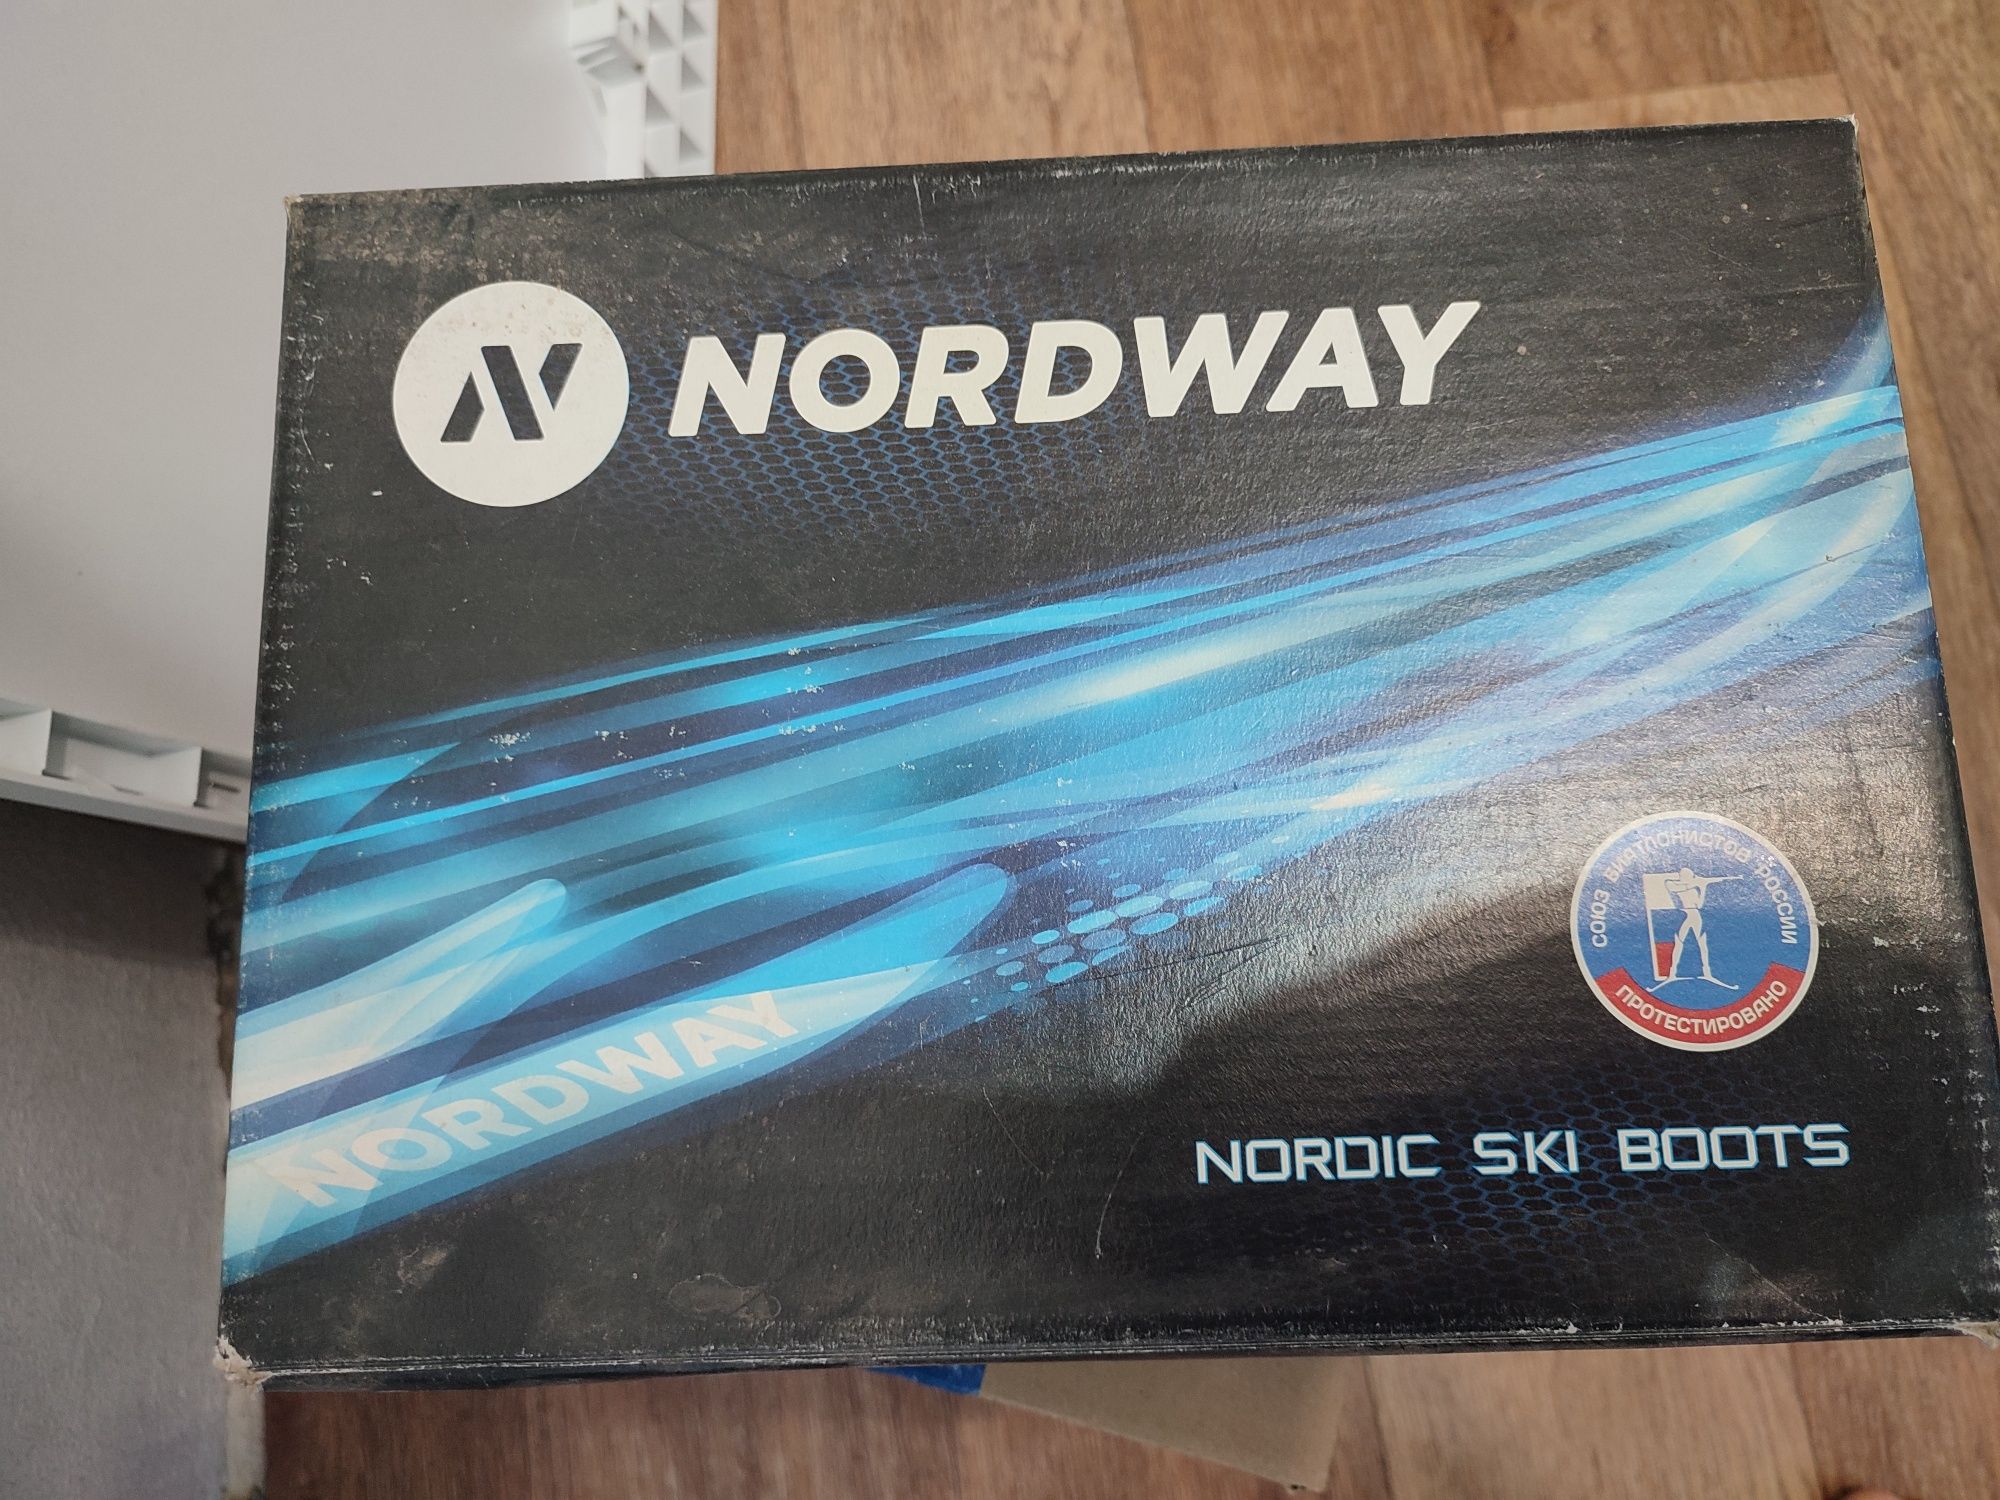 NORDWAY
NORDWAY
СОЮЗ БИАТЛОНИСТОВ РОССИИ
ПРОТЕСТИРОВАНО
NORDIC SKI BOOTS